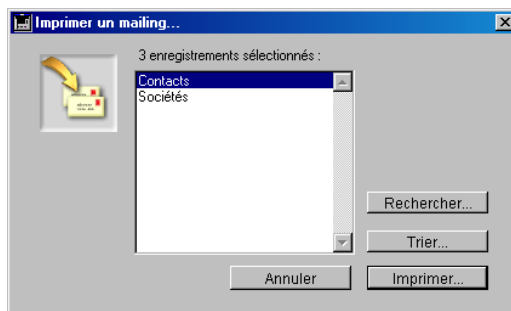 Imprimer un mailing...
3 enregistrements sélectionnés :
Contacts
Sociétés
Rechercher...
Trier...
Annuler
Imprimer...